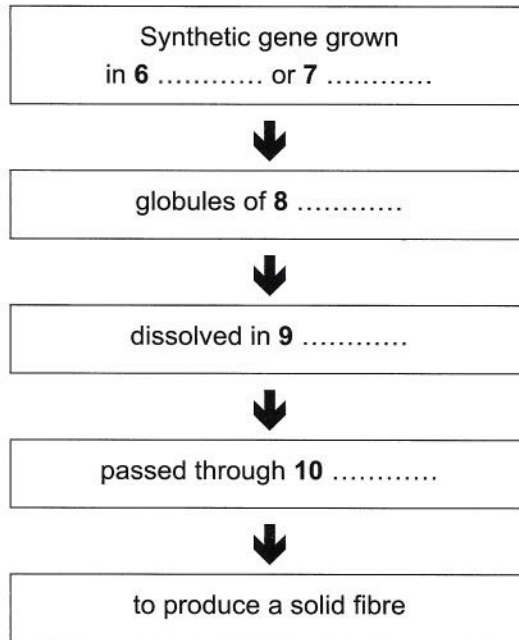 Synthetic gene grown
in 6 ............ or 7 ............
globules of 8 ............
dissolved in 9 ............
passed through 10 ............
to produce a solid fibre